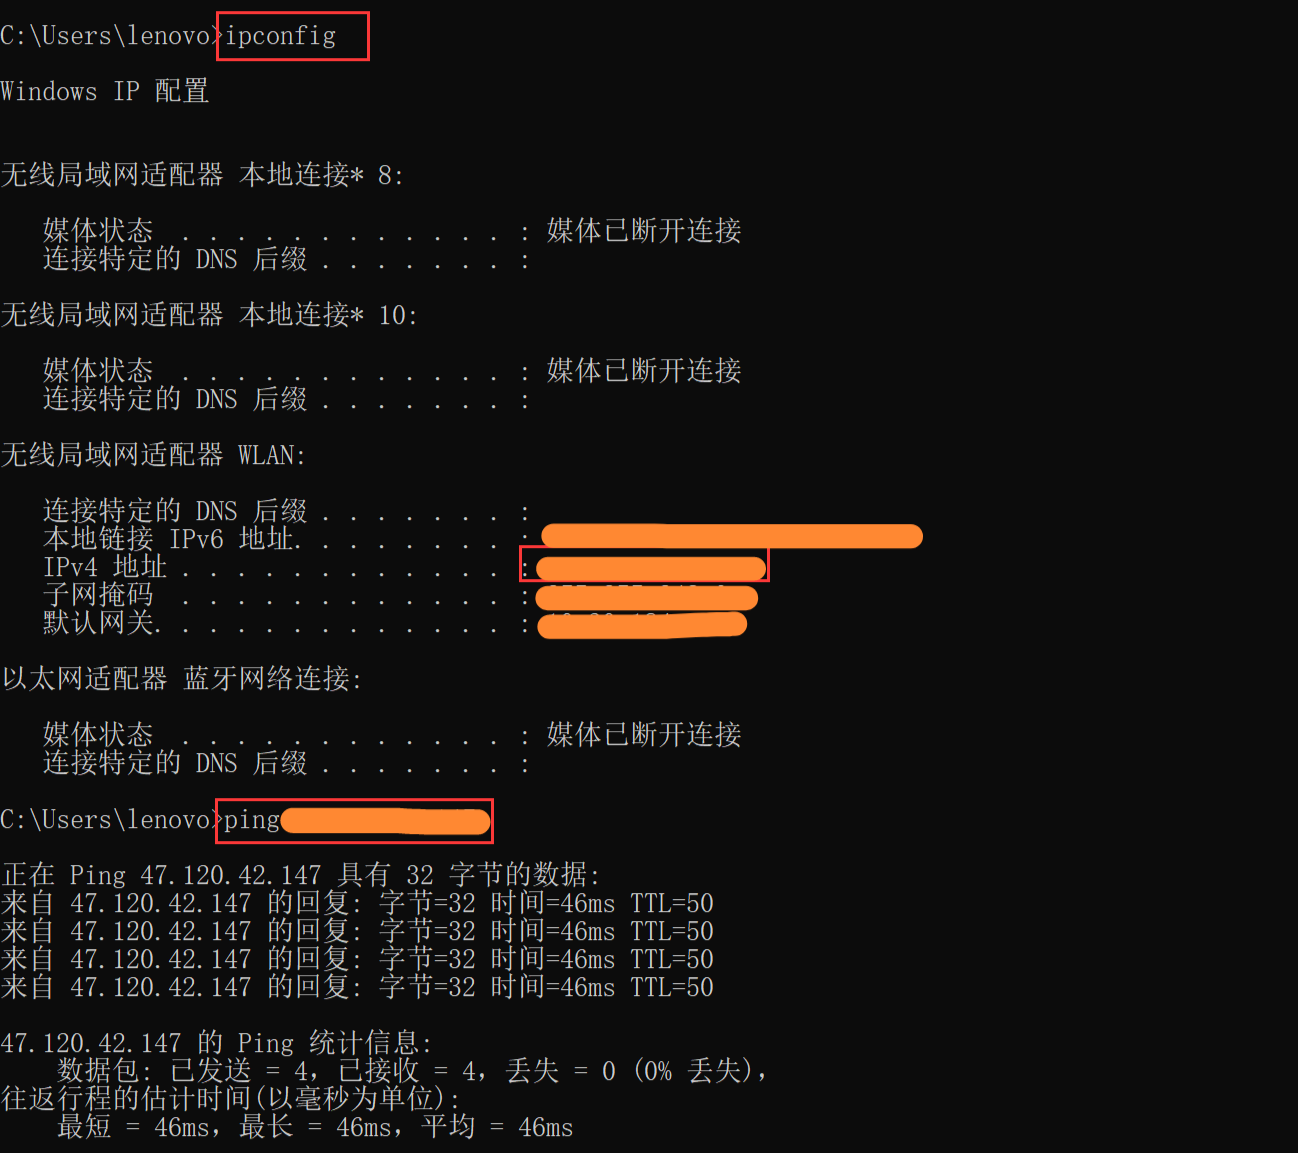 C:\Users\lenovo>ipconfig
Windows IP 配置
无线局域网适配器 本地连接* 8:
媒体状态 . . . . . . . . . . . . : 媒体已断开连接
连接特定的 DNS 后缀 . . . . . . . :
无线局域网适配器 本地连接* 10:
媒体状态 . . . . . . . . . . . . : 媒体已断开连接
连接特定的 DNS 后缀 . . . . . . . :
无线局域网适配器 WLAN:
连接特定的 DNS 后缀 . . . . . . . :
本地链接 IPv6 地址. . . . . . . . :
IPv4 地址 . . . . . . . . . . . . :
子网掩码 . . . . . . . . . . . . :
默认网关. . . . . . . . . . . . . :
以太网适配器 蓝牙网络连接:
媒体状态 . . . . . . . . . . . . : 媒体已断开连接
连接特定的 DNS 后缀 . . . . . . . :
C:\Users\lenovo>ping
正在 Ping 47.120.42.147 具有 32 字节的数据:
来自 47.120.42.147 的回复: 字节=32 时间=46ms TTL=50
来自 47.120.42.147 的回复: 字节=32 时间=46ms TTL=50
来自 47.120.42.147 的回复: 字节=32 时间=46ms TTL=50
来自 47.120.42.147 的回复: 字节=32 时间=46ms TTL=50
47.120.42.147 的 Ping 统计信息:
数据包: 已发送 = 4，已接收 = 4，丢失 = 0 (0% 丢失)，
往返行程的估计时间(以毫秒为单位):
最短 = 46ms，最长 = 46ms，平均 = 46ms